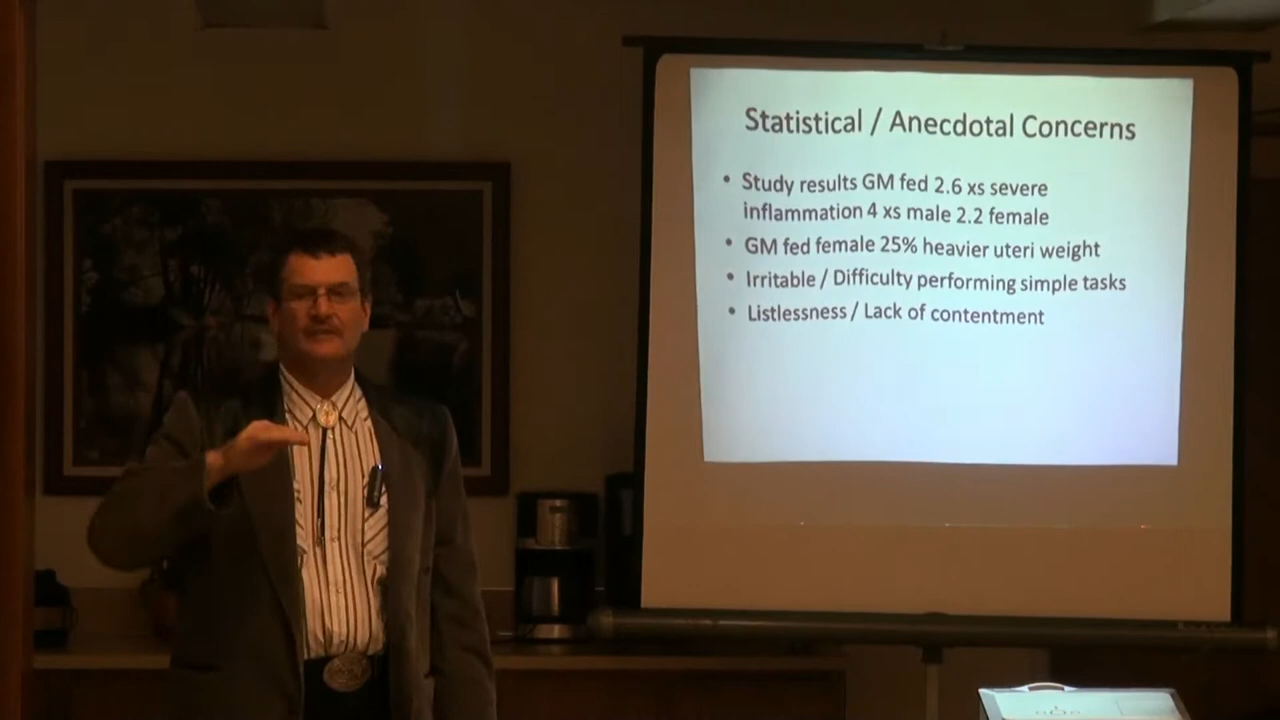 Statistical / Anecdotal Concerns
• Study results GM fed 2.6 xs severe
inflammation 4 xs male 2.2 female
• GM fed female 25% heavier uteri weight
• Irritable / Difficulty performing simple tasks
• Listlessness / Lack of contentment